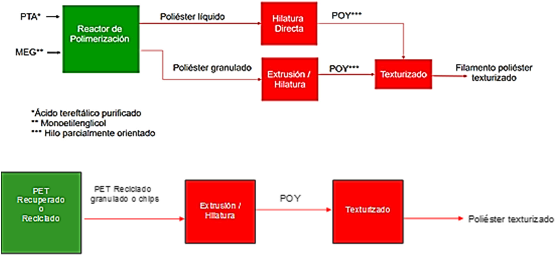 PTA*
MEG**
Reactor de
Polimerización
Poliéster líquido
Hilatura
Directa
POY***
Poliéster granulado
Extrusión /
Hilatura
POY***
Texturizado
Filamento poliéster
texturizado
*Ácido tereftálico purificado
** Monoetilenglicol
*** Hilo parcialmente orientado
PET
Recuperado
o
Reciclado
PET Reciclado
granulado o chips
Extrusión /
Hilatura
POY
Texturizado
Poliéster texturizado